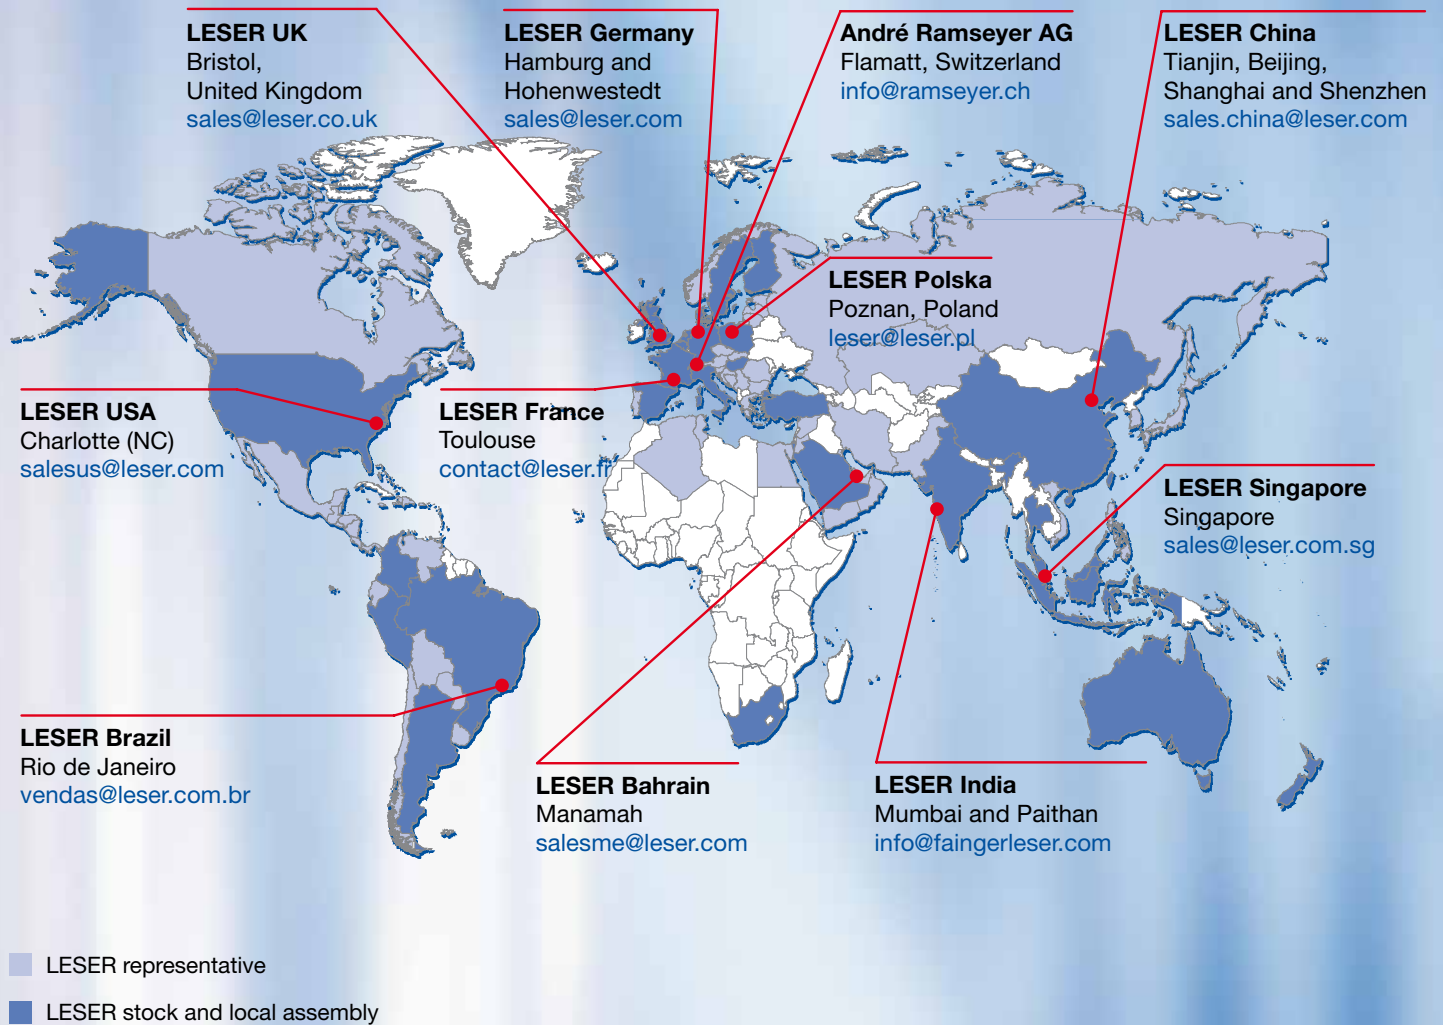 LESER UK
Bristol,
United Kingdom
sales@leser.co.uk
LESER Germany
Hamburg and
Hohenwestedt
sales@leser.com
André Ramseyer AG
Flamatt, Switzerland
info@ramseyer.ch
LESER China
Tianjin, Beijing,
Shanghai and Shenzhen
sales.china@leser.com
LESER Polska
Poznan, Poland
leser@leser.pl
LESER USA
Charlotte (NC)
salesus@leser.com
LESER France
Toulouse
contact@leser.fr
LESER Singapore
Singapore
sales@leser.com.sg
LESER Brazil
Rio de Janeiro
vendas@leser.com.br
LESER Bahrain
Manamah
salesme@leser.com
LESER India
Mumbai and Paithan
info@faingerleser.com
LESER representative
LESER stock and local assembly